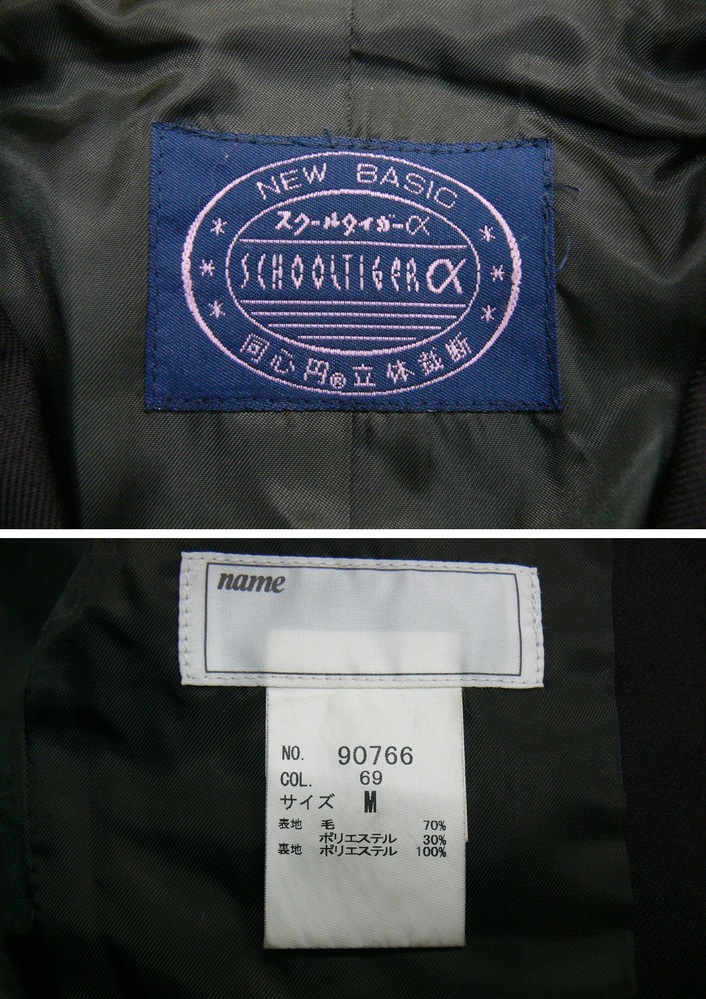 NEW BASIC
スクールタイガーα
SCHOOLTIGERα
同心円®立体裁断
name
NO. 90766
COL. 69
サイズ M
表地 毛 70%
ポリエステル 30%
裏地 ポリエステル 100%